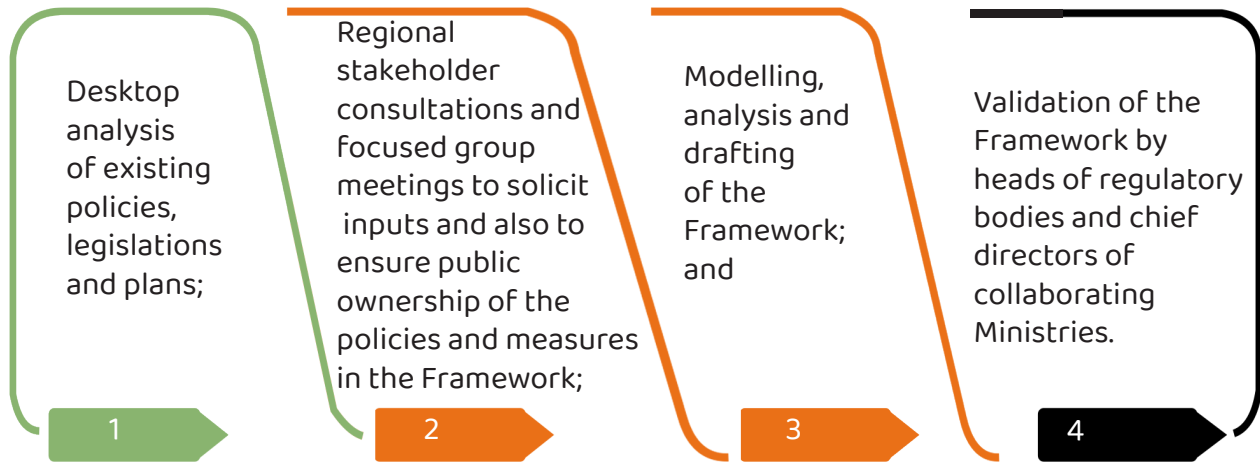 Desktop
analysis
of existing
policies,
legislations
and plans;
1
Regional
stakeholder
consultations and
focused group
meetings to solicit
inputs and also to
ensure public
ownership of the
policies and measures
in the Framework;
2
Modelling,
analysis and
drafting
of the
Framework;
and
3
Validation of the
Framework by
heads of regulatory
bodies and chief
directors of
collaborating
Ministries.
4